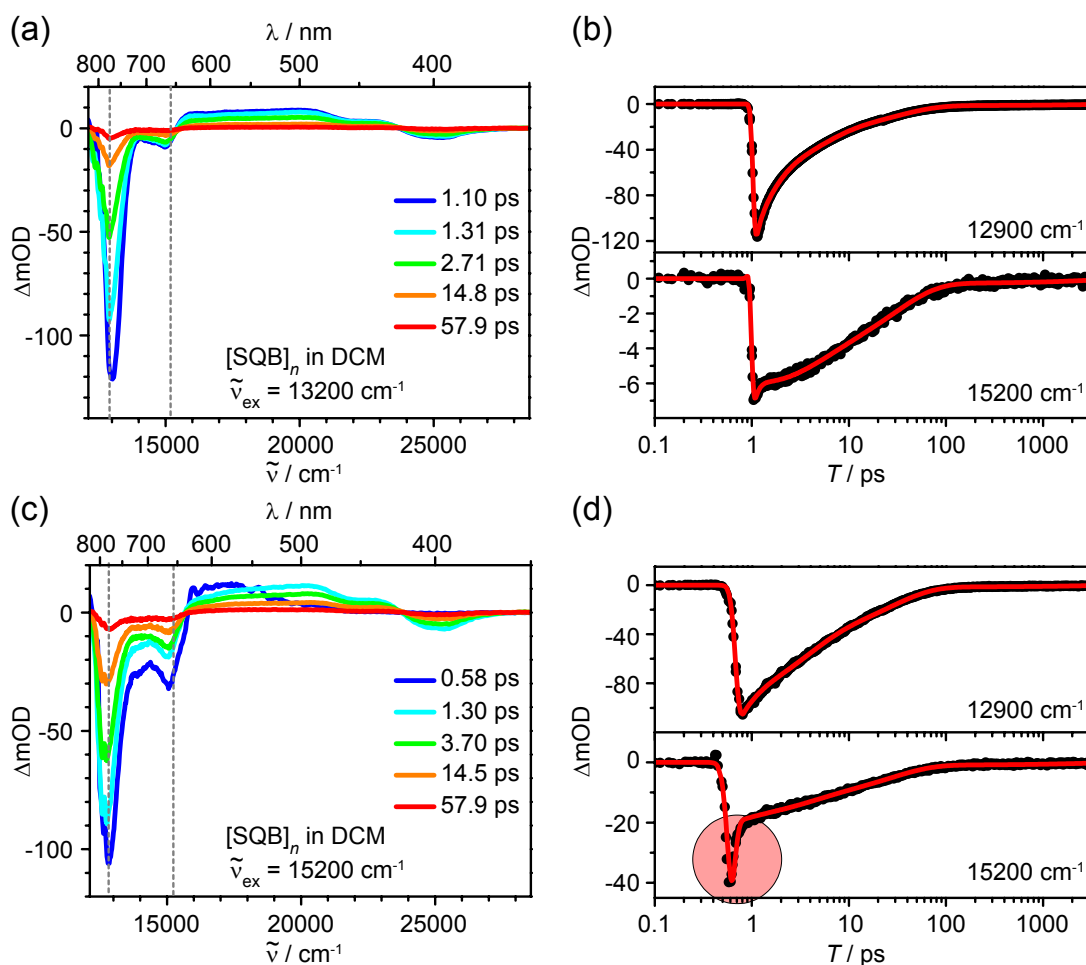 (a)
λ / nm
800 700 600 500 400
0
-50
-100
ΔmOD
1.10 ps
1.31 ps
2.71 ps
14.8 ps
57.9 ps
[SQB]n in DCM
ν̃ex = 13200 cm-1
15000 20000 25000
ν̃ / cm-1
(b)
0
-40
-80
-120
12900 cm-1
ΔmOD
0
-2
-4
-6
15200 cm-1
0.1 1 10 100 1000
T / ps
(c)
λ / nm
800 700 600 500 400
0
-50
-100
ΔmOD
0.58 ps
1.30 ps
3.70 ps
14.5 ps
57.9 ps
[SQB]n in DCM
ν̃ex = 15200 cm-1
15000 20000 25000
ν̃ / cm-1
(d)
0
-40
-80
12900 cm-1
ΔmOD
0
-20
-40
15200 cm-1
0.1 1 10 100 1000
T / ps